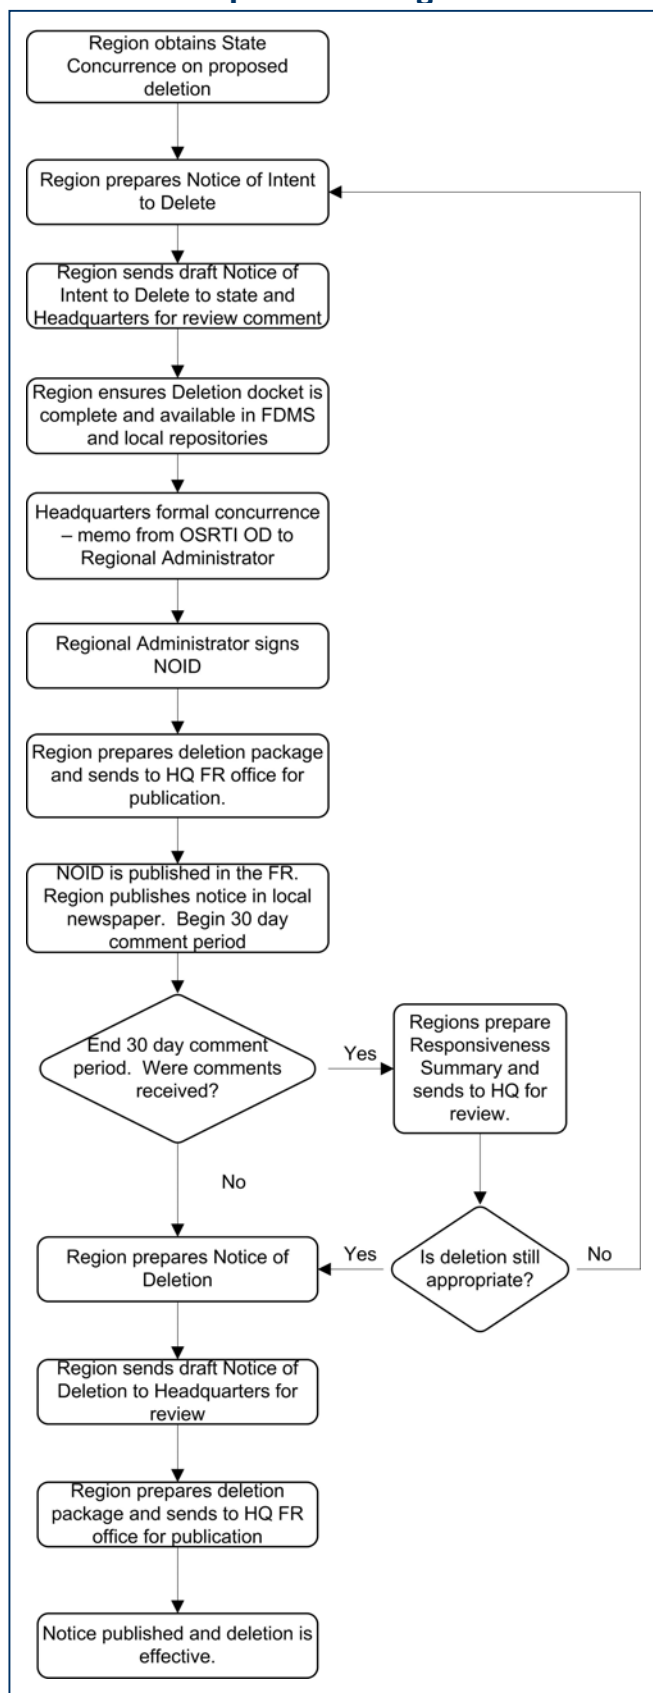 Region obtains State
Concurrence on proposed
deletion
Region prepares Notice of Intent
to Delete
Region sends draft Notice of
Intent to Delete to state and
Headquarters for review comment
Region ensures Deletion docket is
complete and available in FDMS
and local repositories
Headquarters formal concurrence
– memo from OSRTI OD to
Regional Administrator
Regional Administrator signs
NOID
Region prepares deletion package
and sends to HQ FR office for
publication.
NOID is published in the FR.
Region publishes notice in local
newspaper. Begin 30 day
comment period
End 30 day comment
period. Were comments
received?
Yes
Regions prepare
Responsiveness
Summary and
sends to HQ for
review.
No
Region prepares Notice of
Deletion
Yes
Is deletion still
appropriate?
No
Region sends draft Notice of
Deletion to Headquarters for
review
Region prepares deletion
package and sends to HQ FR
office for publication
Notice published and deletion is
effective.